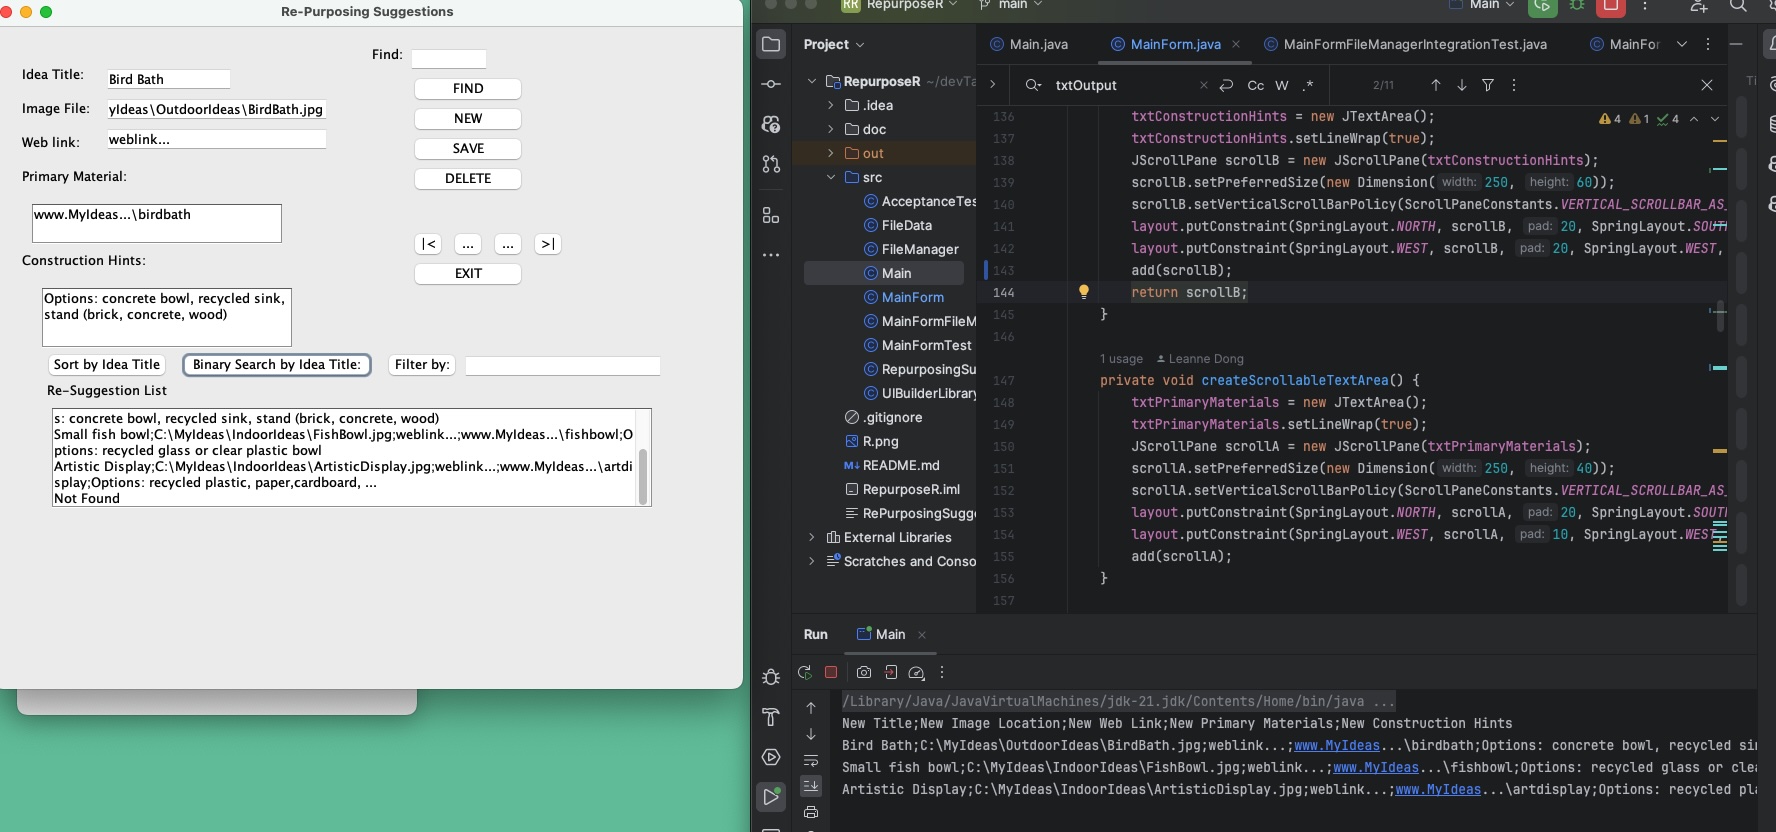 Re-Purposing Suggestions
Find:
Idea Title:
Bird Bath
FIND
Image File:
yIdeas\OutdoorIdeas\BirdBath.jpg
NEW
Web link:
weblink...
SAVE
Primary Material:
DELETE
www.MyIdeas...\birdbath
|<
...
...
>|
Construction Hints:
EXIT
Options: concrete bowl, recycled sink,
stand (brick, concrete, wood)
Sort by Idea Title
Binary Search by Idea Title:
Filter by:
Re-Suggestion List
s: concrete bowl, recycled sink, stand (brick, concrete, wood)
Small fish bowl;C:\MyIdeas\IndoorIdeas\FishBowl.jpg;weblink...;www.MyIdeas...\fishbowl;O
ptions: recycled glass or clear plastic bowl
Artistic Display;C:\MyIdeas\IndoorIdeas\ArtisticDisplay.jpg;weblink...;www.MyIdeas...\artdi
splay;Options: recycled plastic, paper,cardboard, ...
Not Found
RR RepurposeR main Main
Project
RepurposeR ~/devTa
.idea
doc
out
src
AcceptanceTes
FileData
FileManager
Main
MainForm
MainFormFileM
MainFormTest
RepurposingSu
UIBuilderLibrary
.gitignore
R.png
M↓ README.md
RepurposeR.iml
RePurposingSugge
External Libraries
Scratches and Conso
Main.java
MainForm.java
MainFormFileManagerIntegrationTest.java
MainFor
txtOutput
Cc W .*
2/11
Ti
4 1 4
136 txtConstructionHints = new JTextArea();
137 txtConstructionHints.setLineWrap(true);
138 JScrollPane scrollB = new JScrollPane(txtConstructionHints);
139 scrollB.setPreferredSize(new Dimension( width: 250, height: 60));
140 scrollB.setVerticalScrollBarPolicy(ScrollPaneConstants.VERTICAL_SCROLLBAR_AS_
141 layout.putConstraint(SpringLayout.NORTH, scrollB, pad: 20, SpringLayout.SOUT
142 layout.putConstraint(SpringLayout.WEST, scrollB, pad: 20, SpringLayout.WEST,
143 add(scrollB);
144 return scrollB;
145 }
146
1 usage Leanne Dong
147 private void createScrollableTextArea() {
148 txtPrimaryMaterials = new JTextArea();
149 txtPrimaryMaterials.setLineWrap(true);
150 JScrollPane scrollA = new JScrollPane(txtPrimaryMaterials);
151 scrollA.setPreferredSize(new Dimension( width: 250, height: 40));
152 scrollA.setVerticalScrollBarPolicy(ScrollPaneConstants.VERTICAL_SCROLLBAR_AS_
153 layout.putConstraint(SpringLayout.NORTH, scrollA, pad: 20, SpringLayout.SOUT
154 layout.putConstraint(SpringLayout.WEST, scrollA, pad: 10, SpringLayout.WEST,
155 add(scrollA);
156 }
157
Run Main
/Library/Java/JavaVirtualMachines/jdk-21.jdk/Contents/Home/bin/java ...
New Title;New Image Location;New Web Link;New Primary Materials;New Construction Hints
Bird Bath;C:\MyIdeas\OutdoorIdeas\BirdBath.jpg;weblink...;www.MyIdeas...\birdbath;Options: concrete bowl, recycled si
Small fish bowl;C:\MyIdeas\IndoorIdeas\FishBowl.jpg;weblink...;www.MyIdeas...\fishbowl;Options: recycled glass or cle
Artistic Display;C:\MyIdeas\IndoorIdeas\ArtisticDisplay.jpg;weblink...;www.MyIdeas...\artdisplay;Options: recycled pl